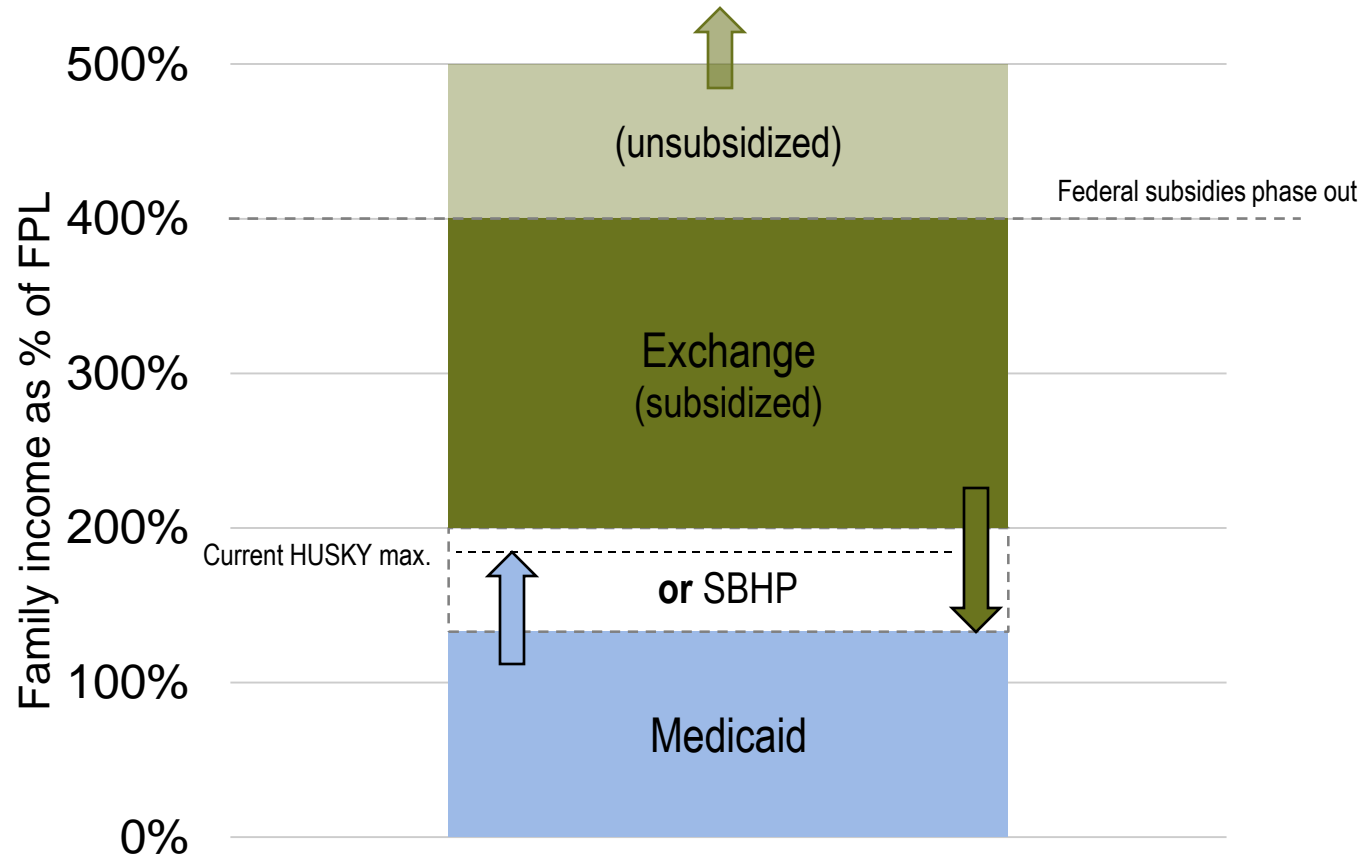 500%
(unsubsidized)
Federal subsidies phase out
400%
Family income as % of FPL
Exchange
300%
(subsidized)
200%
Current HUSKY max.
or SBHP
100%
Medicaid
0%